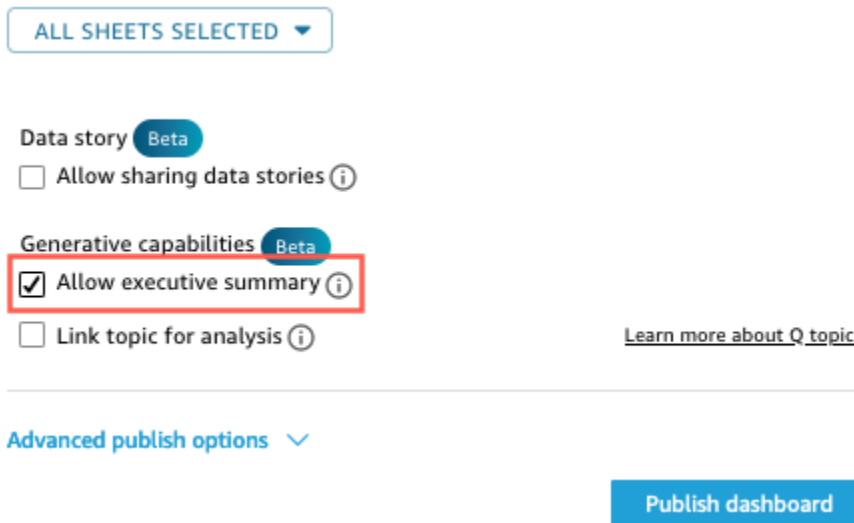 ALL SHEETS SELECTED
Data story Beta
Allow sharing data stories
Generative capabilities Beta
Allow executive summary
Link topic for analysis
Learn more about Q topic
Advanced publish options
Publish dashboard